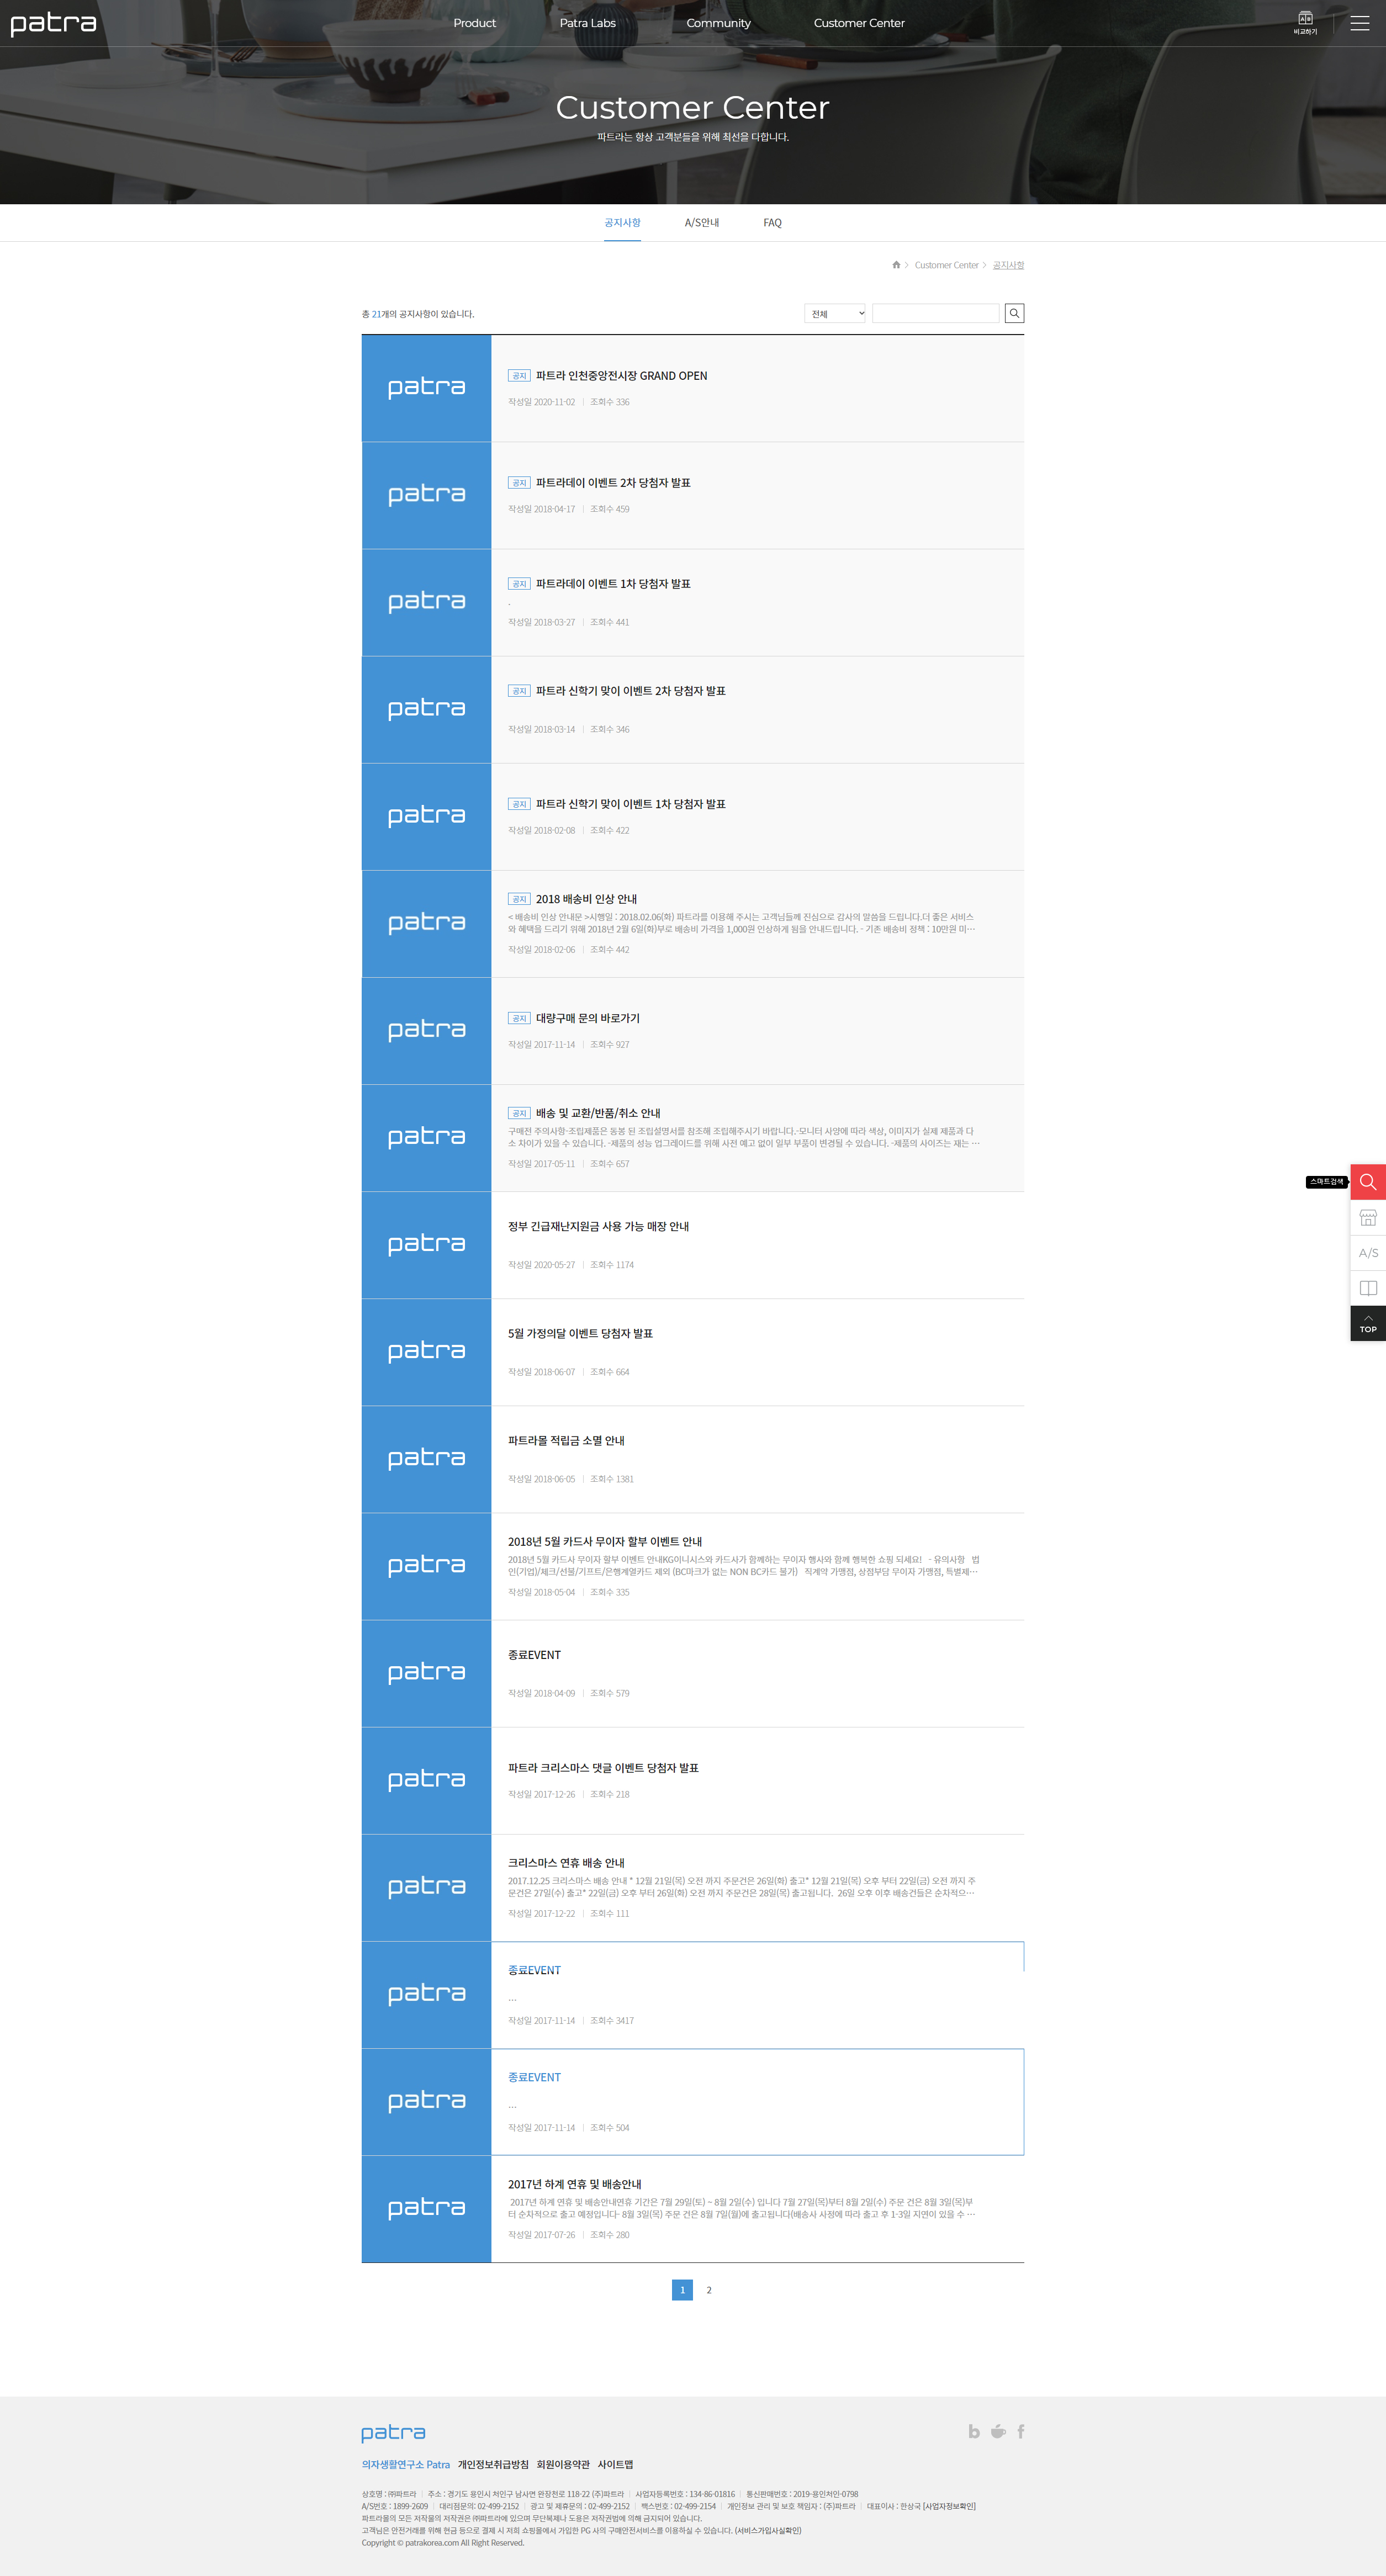 patra
Product
Patra Labs
Community
Customer Center
비교하기
Customer Center
파트라는 항상 고객분들을 위해 최선을 다합니다.
공지사항
A/S안내
FAQ
Customer Center
공지사항
총 21개의 공지사항이 있습니다.
전체
patra
공지 파트라 인천중앙전시장 GRAND OPEN
작성일 2020-11-02 조회수 336
patra
공지 파트라데이 이벤트 2차 당첨자 발표
작성일 2018-04-17 조회수 459
patra
공지 파트라데이 이벤트 1차 당첨자 발표
.
작성일 2018-03-27 조회수 441
patra
공지 파트라 신학기 맞이 이벤트 2차 당첨자 발표
작성일 2018-03-14 조회수 346
patra
공지 파트라 신학기 맞이 이벤트 1차 당첨자 발표
작성일 2018-02-08 조회수 422
patra
공지 2018 배송비 인상 안내
< 배송비 인상 안내문 >시행일 : 2018.02.06(화) 파트라를 이용해 주시는 고객님들께 진심으로 감사의 말씀을 드립니다.더 좋은 서비스
와 혜택을 드리기 위해 2018년 2월 6일(화)부로 배송비 가격을 1,000원 인상하게 됨을 안내드립니다. - 기존 배송비 정책 : 10만원 미…
작성일 2018-02-06 조회수 442
patra
공지 대량구매 문의 바로가기
작성일 2017-11-14 조회수 927
patra
공지 배송 및 교환/반품/취소 안내
구매전 주의사항-조립제품은 동봉 된 조립설명서를 참조해 조립해주시기 바랍니다.-모니터 사양에 따라 색상, 이미지가 실제 제품과 다
소 차이가 있을 수 있습니다. -제품의 성능 업그레이드를 위해 사전 예고 없이 일부 부품이 변경될 수 있습니다. -제품의 사이즈는 재는 …
작성일 2017-05-11 조회수 657
스마트검색
A/S
TOP
patra
정부 긴급재난지원금 사용 가능 매장 안내
작성일 2020-05-27 조회수 1174
patra
5월 가정의달 이벤트 당첨자 발표
작성일 2018-06-07 조회수 664
patra
파트라몰 적립금 소멸 안내
작성일 2018-06-05 조회수 1381
patra
2018년 5월 카드사 무이자 할부 이벤트 안내
2018년 5월 카드사 무이자 할부 이벤트 안내KG이니시스와 카드사가 함께하는 무이자 행사와 함께 행복한 쇼핑 되세요! - 유의사항 법
인(기업)/체크/선불/기프트/은행계열카드 제외 (BC마크가 없는 NON BC카드 불가) 직계약 가맹점, 상점부담 무이자 가맹점, 특별제…
작성일 2018-05-04 조회수 335
patra
종료EVENT
작성일 2018-04-09 조회수 579
patra
파트라 크리스마스 댓글 이벤트 당첨자 발표
작성일 2017-12-26 조회수 218
patra
크리스마스 연휴 배송 안내
2017.12.25 크리스마스 배송 안내 * 12월 21일(목) 오전 까지 주문건은 26일(화) 출고* 12월 21일(목) 오후 부터 22일(금) 오전 까지 주
문건은 27일(수) 출고* 22일(금) 오후 부터 26일(화) 오전 까지 주문건은 28일(목) 출고됩니다. 26일 오후 이후 배송건들은 순차적으…
작성일 2017-12-22 조회수 111
patra
종료EVENT
…
작성일 2017-11-14 조회수 3417
patra
종료EVENT
…
작성일 2017-11-14 조회수 504
patra
2017년 하계 연휴 및 배송안내
2017년 하계 연휴 및 배송안내연휴 기간은 7월 29일(토) ~ 8월 2일(수) 입니다 7월 27일(목)부터 8월 2일(수) 주문 건은 8월 3일(목)부
터 순차적으로 출고 예정입니다- 8월 3일(목) 주문 건은 8월 7일(월)에 출고됩니다(배송사 사정에 따라 출고 후 1-3일 지연이 있을 수 …
작성일 2017-07-26 조회수 280
1 2
patra
b f
의자생활연구소 Patra 개인정보취급방침 회원이용약관 사이트맵
상호명 : ㈜파트라 주소 : 경기도 용인시 처인구 남사면 완장천로 118-22 (주)파트라 사업자등록번호 : 134-86-01816 통신판매번호 : 2019-용인처인-0798
A/S번호 : 1899-2609 대리점문의: 02-499-2152 광고 및 제휴문의 : 02-499-2152 팩스번호 : 02-499-2154 개인정보 관리 및 보호 책임자 : (주)파트라 대표이사 : 한상국 [사업자정보확인]
파트라몰의 모든 저작물의 저작권은 ㈜파트라에 있으며 무단복제나 도용은 저작권법에 의해 금지되어 있습니다.
고객님은 안전거래를 위해 현금 등으로 결제 시 저희 쇼핑몰에서 가입한 PG 사의 구매안전서비스를 이용하실 수 있습니다. (서비스가입사실확인)
Copyright © patrakorea.com All Right Reserved.